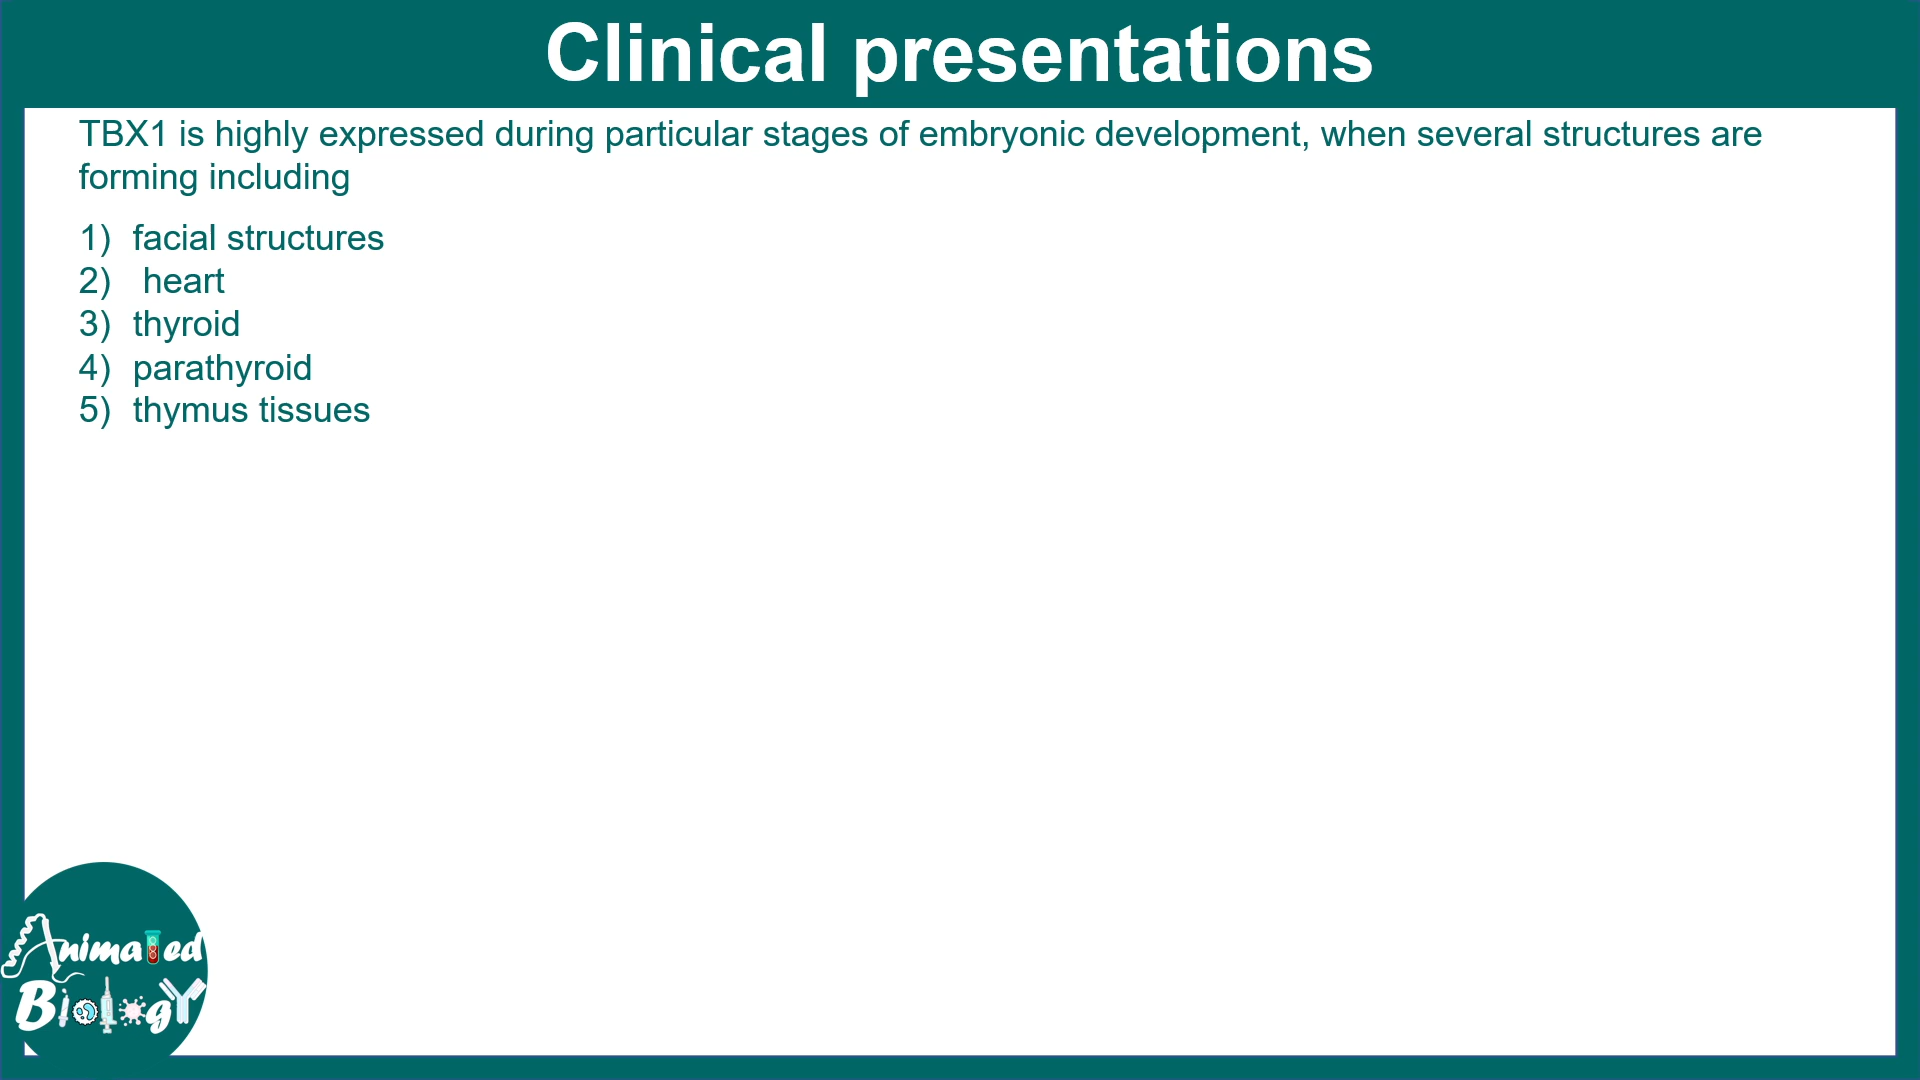 Clinical presentations
TBX1 is highly expressed during particular stages of embryonic development, when several structures are
forming including
1) facial structures
2) heart
3) thyroid
4) parathyroid
5) thymus tissues
Animated
Biology